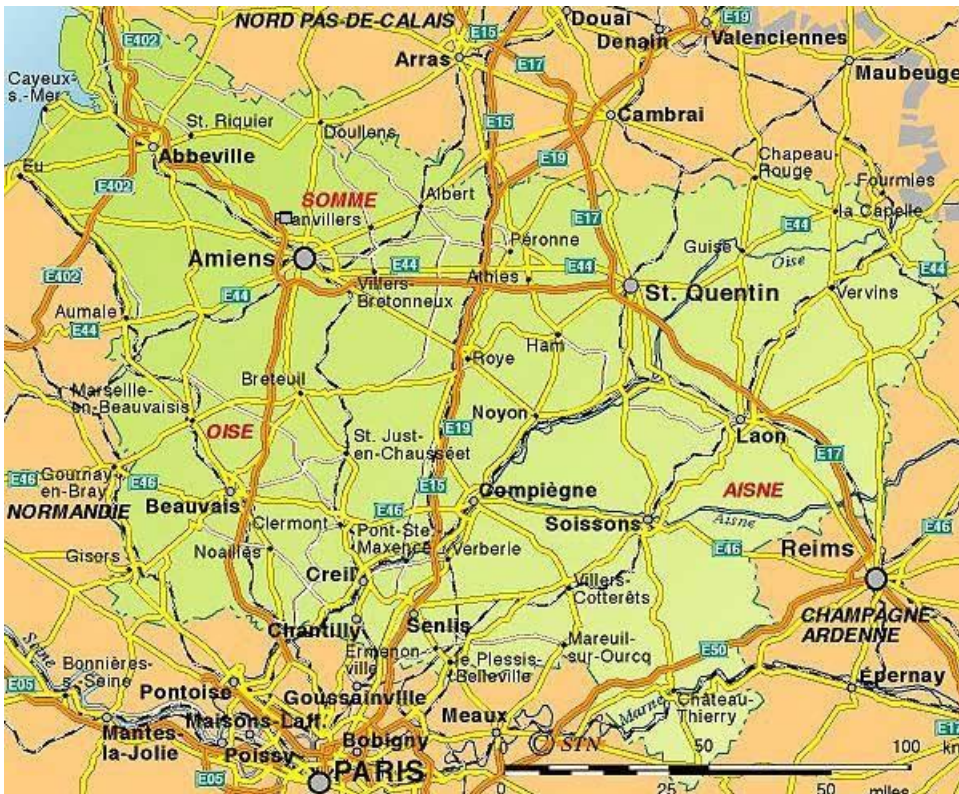 NORD PAS-DE-CALAIS
Douai
E19
E402
E15
Denain
Valenciennes
Arras
E17
Maubeuge
Cayeux
s.-Mer
St. Riquier
Doullens
E15
Cambrai
Abbeville
E19
Chapeau-
Rouge
Eu
E402
SOMME
Albert
Fourmies
la Capelle
E17
E44
Péronne
Guise
Oise
Amiens
E402
E44
Athies
E44
E44
Villers-
Bretonneux
St. Quentin
Vervins
E44
Aumale
E44
Roye
Ham
Breteuil
Marseille-
en-Beauvaisis
Noyon
OISE
St. Just-
en-Chausséet
E19
Laon
E17
E46
Gournay-
en-Bray
E46
E15
Compiègne
AISNE
Beauvais
NORMANDIE
E46
Clermont
Pont-Ste
Maxence
Soissons
Aisne
E46
Gisors
Noailles
Verberle
E46
Reims
Creil
Villers-
Cotterêts
CHAMPAGNE-
ARDENNE
Chantilly
Senlis
Seine
Ermenon
ville
Mareuil-
sur-Ourcq
E50
Bonnières-
s.-Seine
le Plessis-
Belleville
E05
Pontoise
Goussainville
Épernay
Château-
Thierry
Marne
Maisons-Laff.
Meaux
Mantes-
la-Jolie
Poissy
Bobigny
STN
E17
0
50
100
km
E05
PARIS
0
25
50
miles